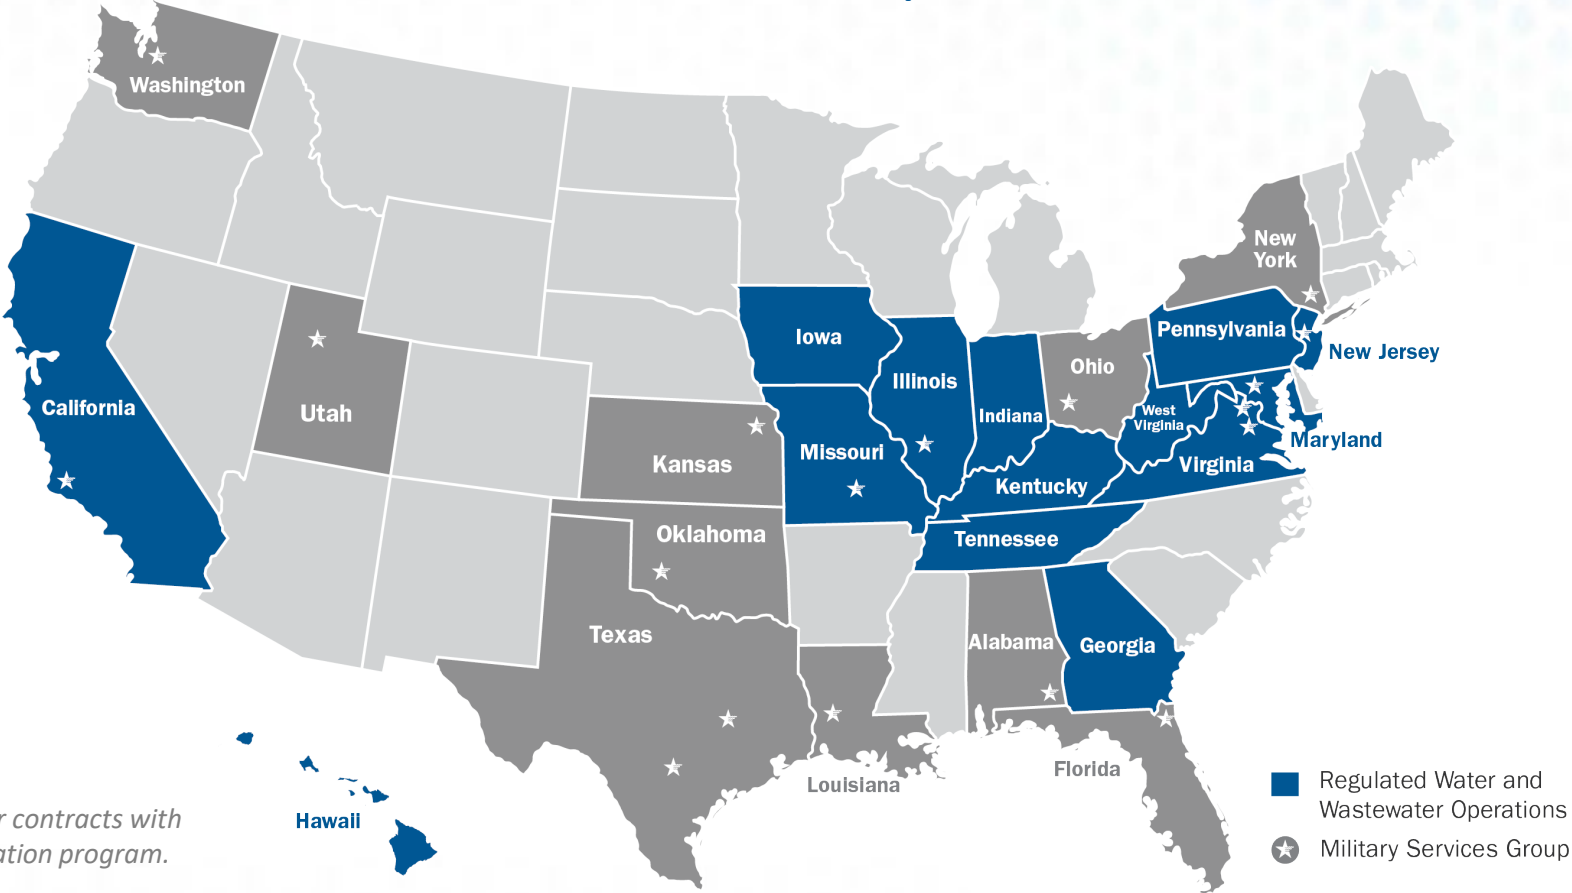 Washington
New
York
Pennsylvania
Iowa
New Jersey
Ohio
Illinois
California
Utah
Indiana
West
Virginia
Maryland
Missouri
Kansas
Virginia
Kentucky
Oklahoma
Tennessee
Texas
Alabama
Georgia
Florida
Louisiana
Hawaii
r contracts with
ation program.
Regulated Water and
Wastewater Operations
Military Services Group